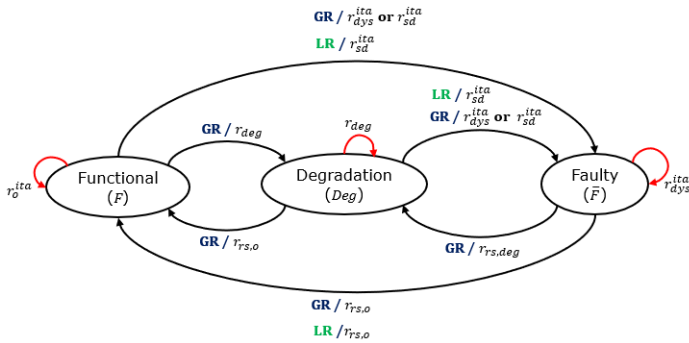 GR / r_dys^ita or r_sd^ita
LR / r_sd^ita
LR / r_sd^ita
GR / r_dys^ita or r_sd^ita
GR / r_deg
r_deg
r_o^ita
Functional
(F)
Degradation
(Deg)
Faulty
(F̄)
r_dys^ita
GR / r_rs,o
GR / r_rs,deg
GR / r_rs,o
LR /r_rs,o